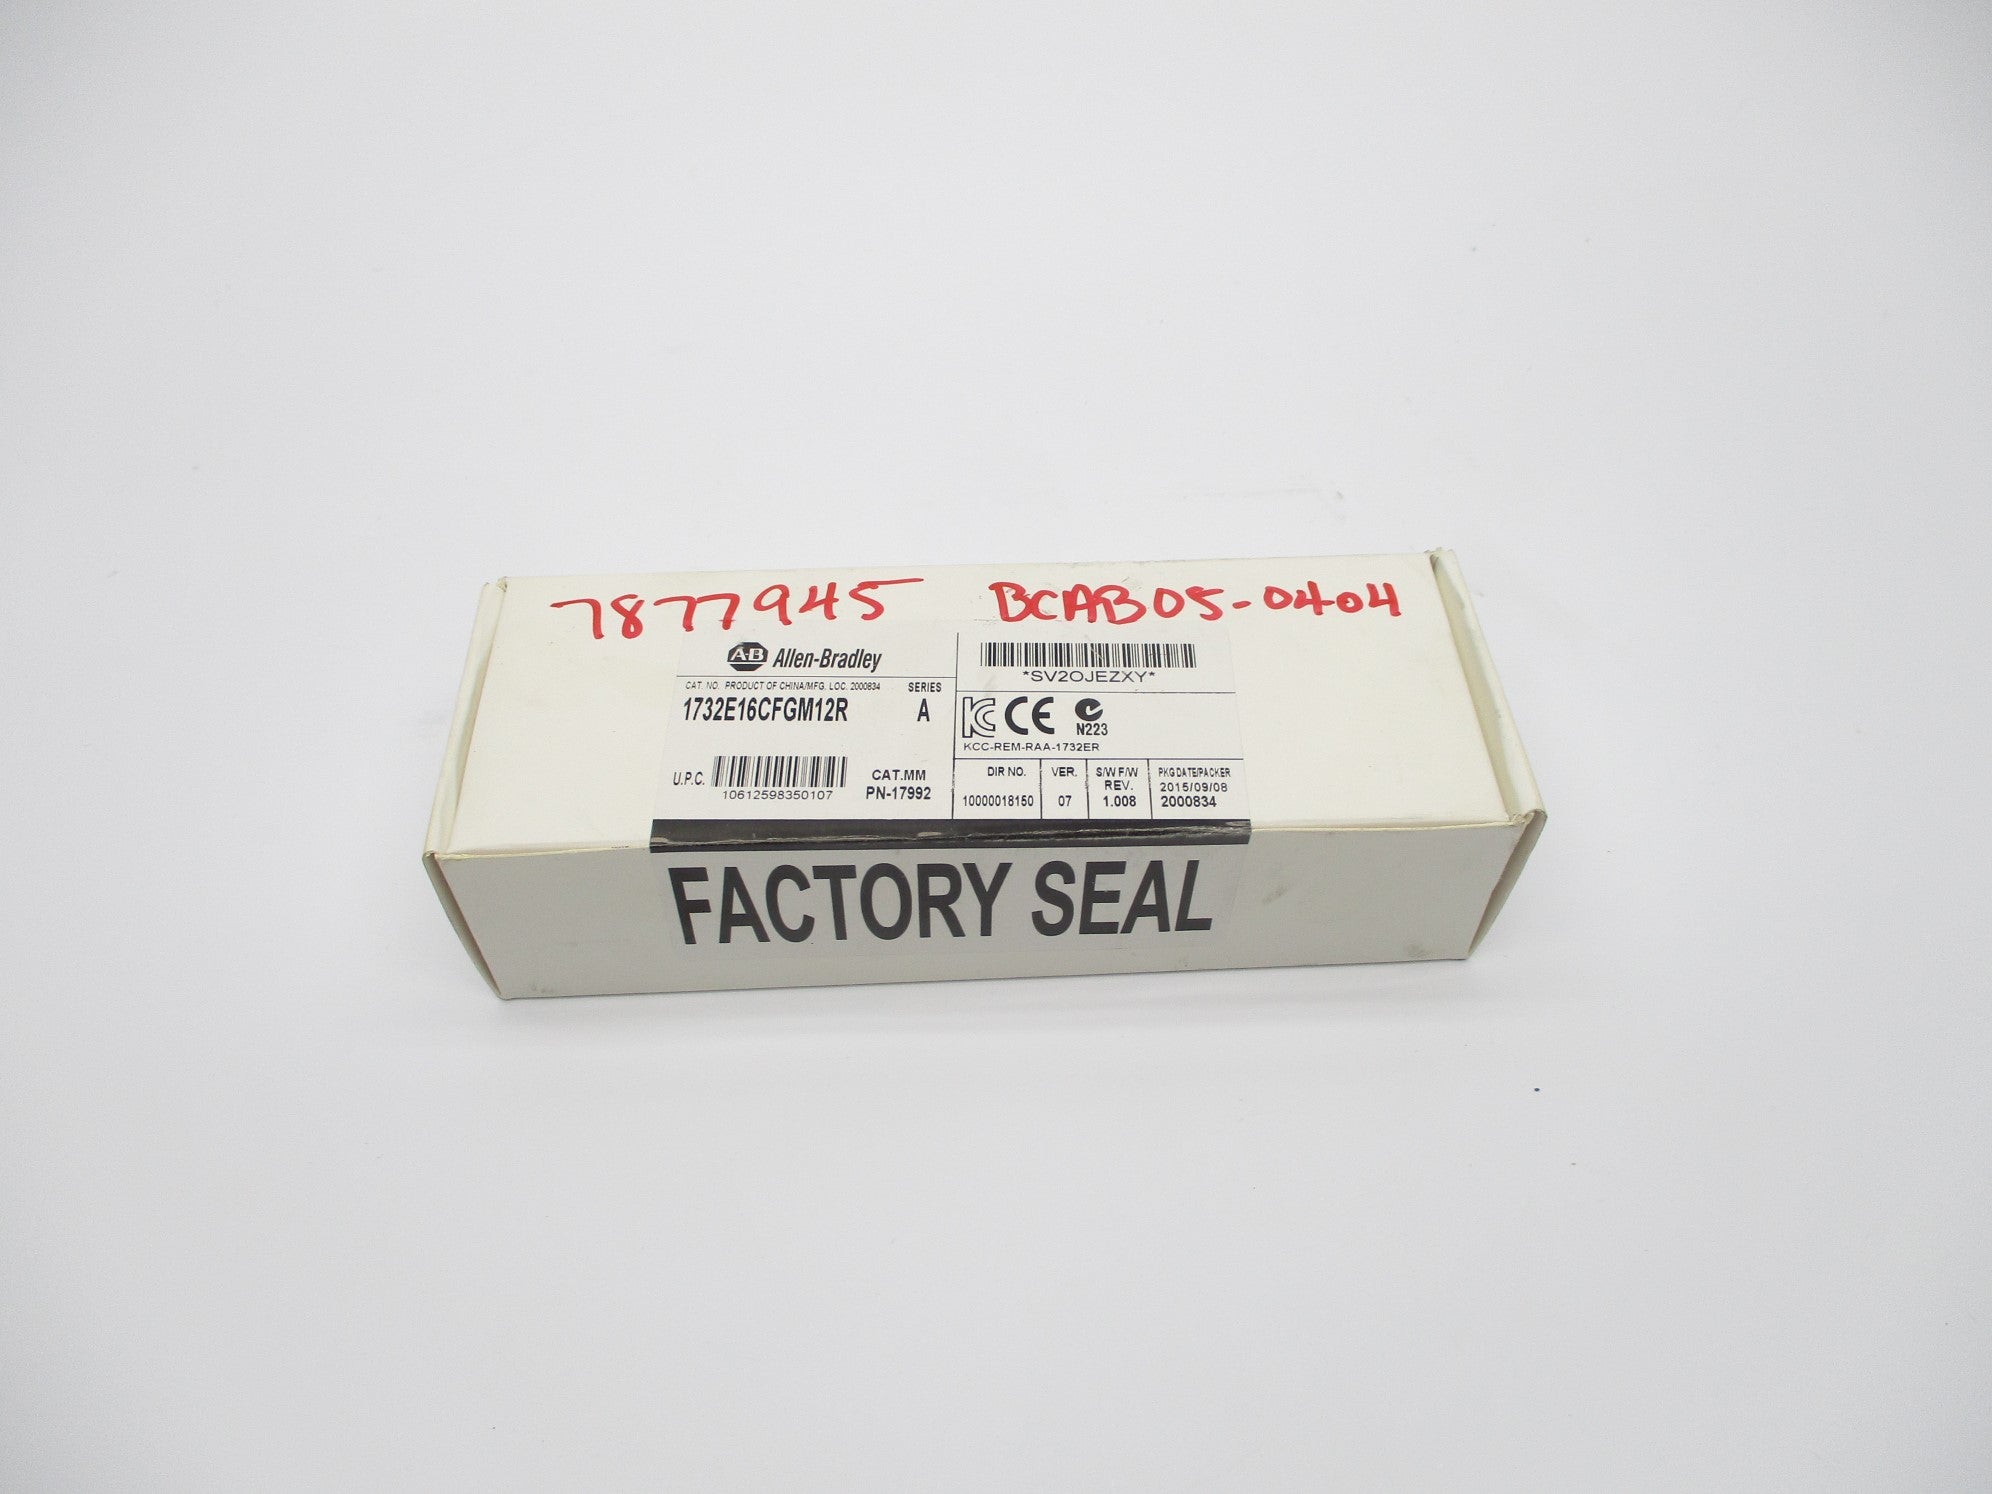 7877945 BCAB05-0404
A-B Allen-Bradley
CAT. NO. PRODUCT OF CHINA/MFG. LOC. 2000834 SERIES
1732E16CFGM12R A
U.P.C. 10612598350107
CAT.MM
PN-17992
*SV2OJEZXY*
KC CE N223
KCC-REM-RAA-1732ER
DIR NO. VER. S/W F/W REV. PKG DATE/PACKER
10000018150 07 1.008 2015/09/08
2000834
FACTORY SEAL